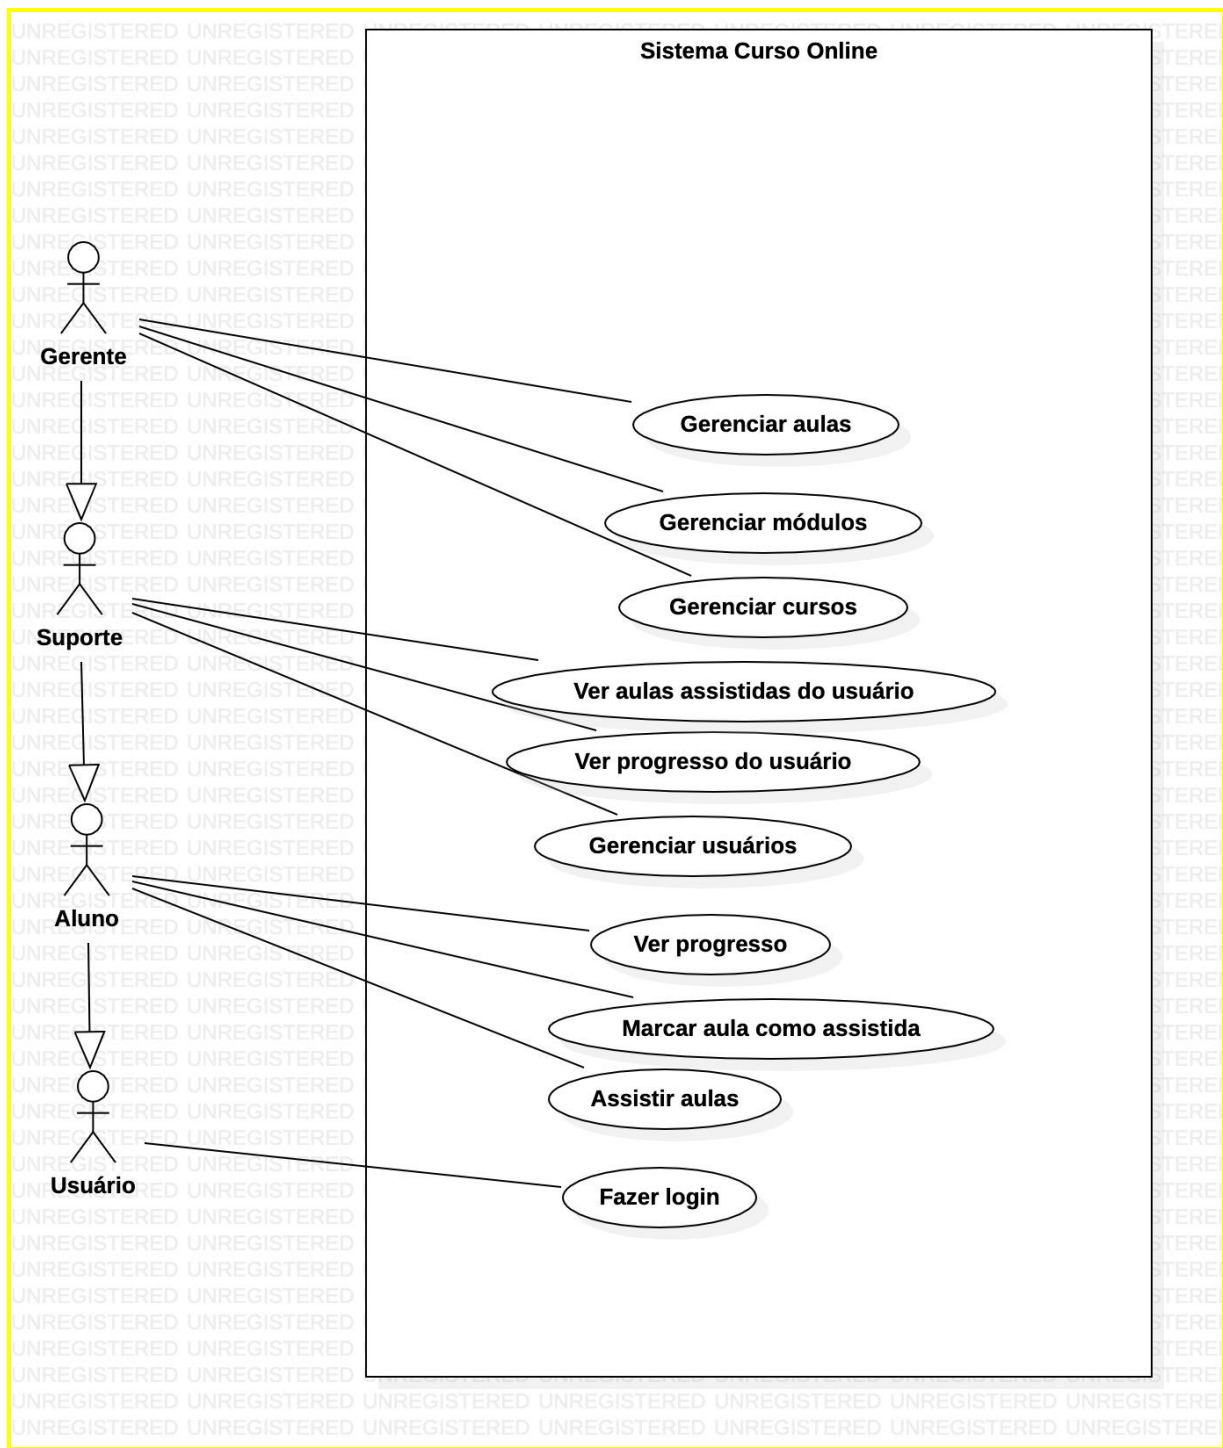 Sistema Curso Online
Gerente
Gerenciar aulas
Gerenciar módulos
Gerenciar cursos
Suporte
Ver aulas assistidas do usuário
Ver progresso do usuário
Gerenciar usuários
Aluno
Ver progresso
Marcar aula como assistida
Assistir aulas
Usuário
Fazer login
UNREGISTERED